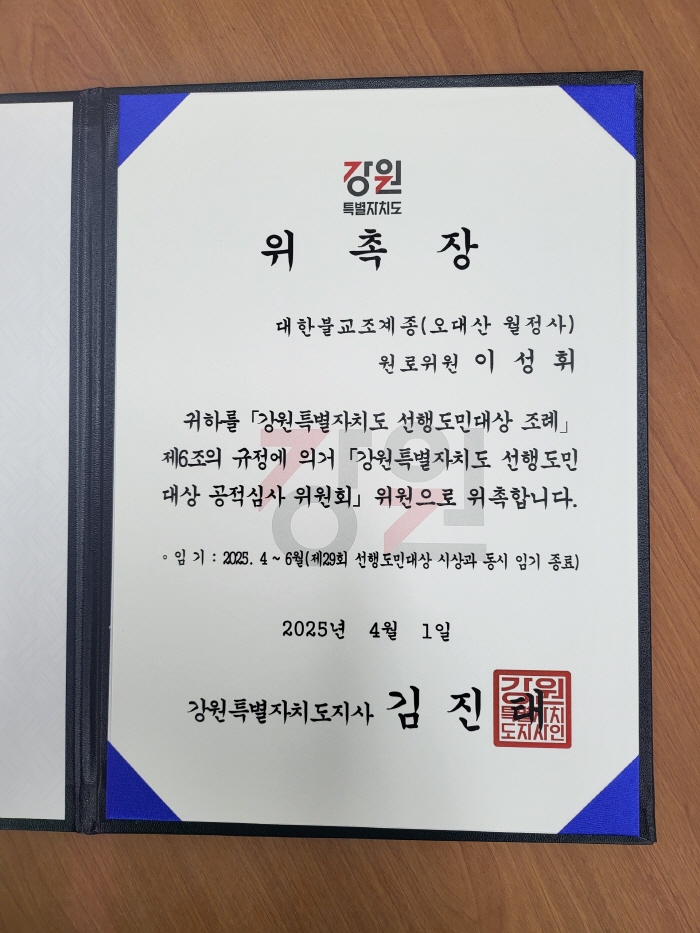 강원
특별자치도
위 촉 장
대한불교조계종(오대산 월정사)
원로위원 이 성 휘
귀하를 「강원특별자치도 선행도민대상 조례」
제6조의 규정에 의거 「강원특별자치도 선행도민
대상 공적심사 위원회」 위원으로 위촉합니다.
강원
◦ 임 기 : 2025. 4 ~ 6월(제29회 선행도민대상 시상과 동시 임기 종료)
2025년 4월 1일
강원특별자치도지사 김 진 태
강원
특별자치
도지사인